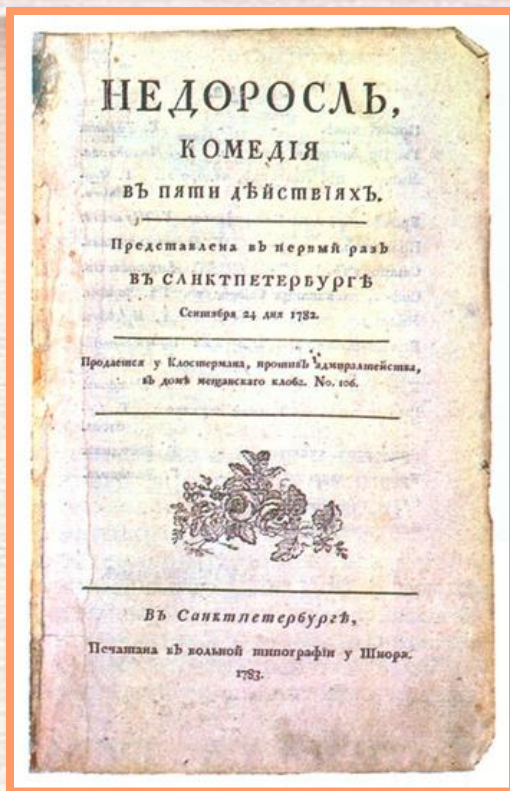 НЕДОРОСЛЬ,
КОМЕДІЯ
ВЪ ПЯТИ ДѢЙСТВІЯХЪ.
Представлена въ первый разъ
ВЪ САНКТПЕТЕРБУРГѢ
Сентября 24 дня 1782.
Продается у Клостермана, противъ адмиралтейства,
въ домѣ мещанскаго клоба. No. 106.
Въ Санктпетербургѣ,
Печатана въ вольной типографіи у Шнора.
1783.